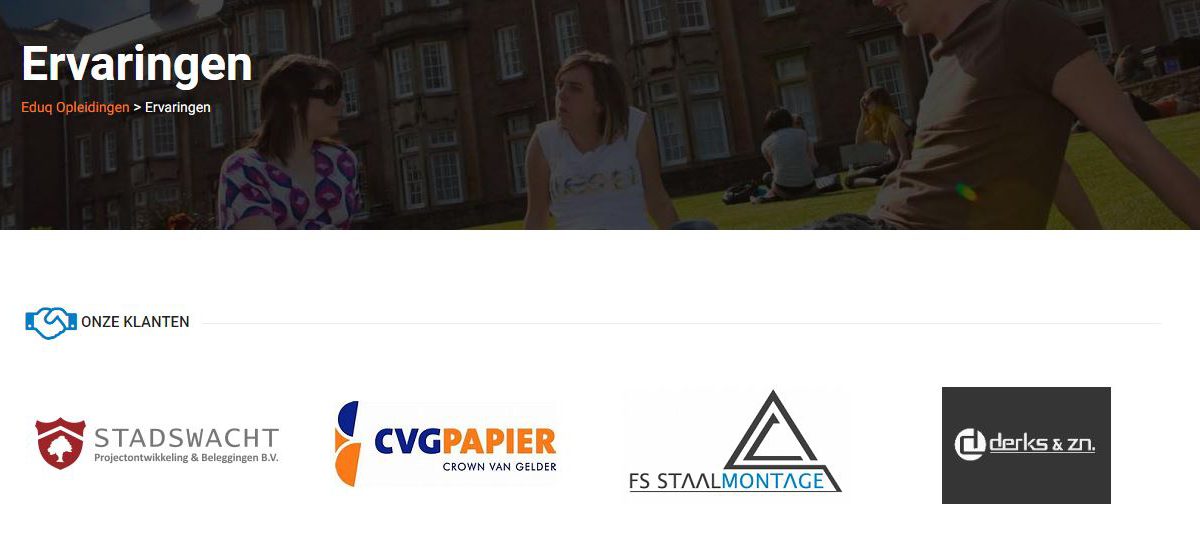 Ervaringen
Eduq Opleidingen > Ervaringen
ONZE KLANTEN
STADSWACHT
Projectontwikkeling & Beleggingen B.V.
CVGPAPIER
CROWN VAN GELDER
FS STAALMONTAGE
derks & zn.